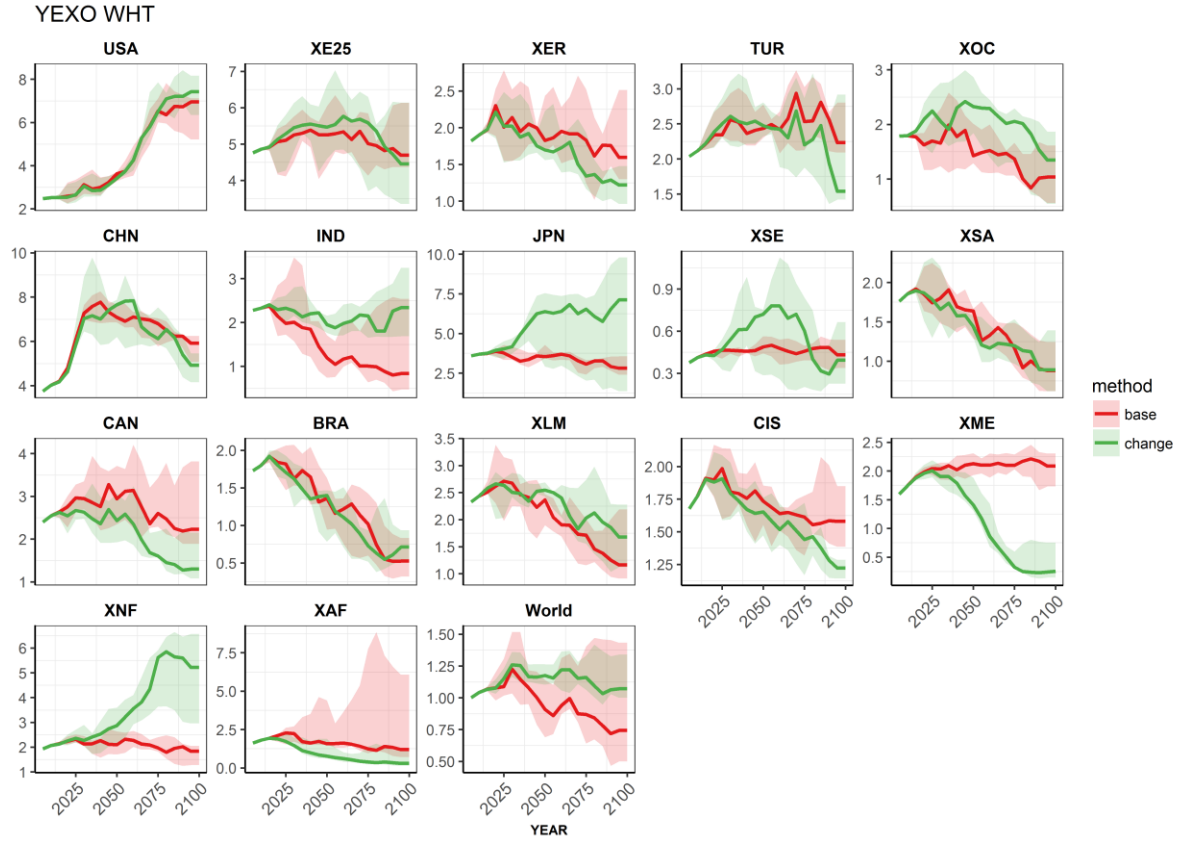 YEXO WHT
USA XE25 XER TUR XOC
8 6 4 2
7 6 5 4
2.5 2.0 1.5 1.0
3.0 2.5 2.0 1.5
3 2 1
CHN IND JPN XSE XSA
10 8 6 4
3 2 1
10.0 7.5 5.0 2.5
0.9 0.6 0.3
2.0 1.5 1.0
method
base
change
CAN BRA XLM CIS XME
4 3 2 1
2.0 1.5 1.0 0.5
3.5 3.0 2.5 2.0 1.5 1.0
2.00 1.75 1.50 1.25
2.5 2.0 1.5 1.0 0.5
2025 2050 2075 2100
2025 2050 2075 2100
XNF XAF World
6 5 4 3 2 1
7.5 5.0 2.5 0.0
1.50 1.25 1.00 0.75 0.50
2025 2050 2075 2100
2025 2050 2075 2100
2025 2050 2075 2100
YEAR